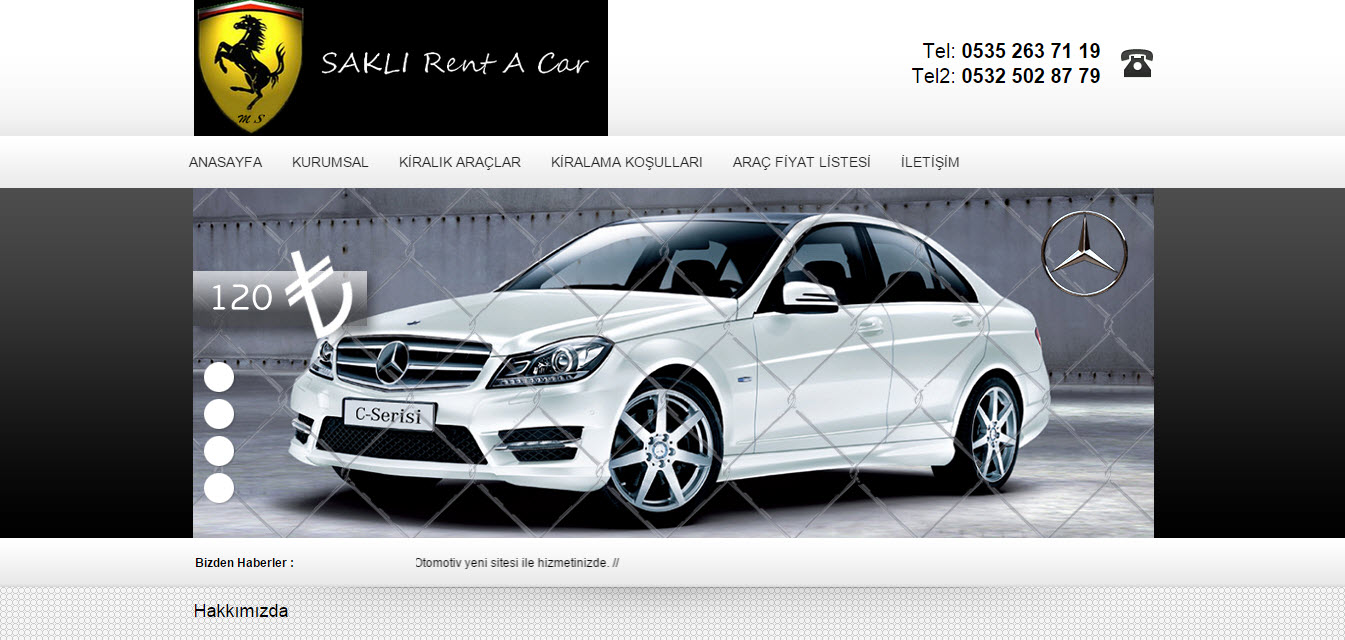 SAKLI Rent A Car
M S
Tel: 0535 263 71 19
Tel2: 0532 502 87 79
ANASAYFA KURUMSAL KİRALIK ARAÇLAR KİRALAMA KOŞULLARI ARAÇ FİYAT LİSTESİ İLETİŞİM
120 ₺
C-Serisi
Bizden Haberler : Otomotiv yeni sitesi ile hizmetinizde. //
Hakkımızda